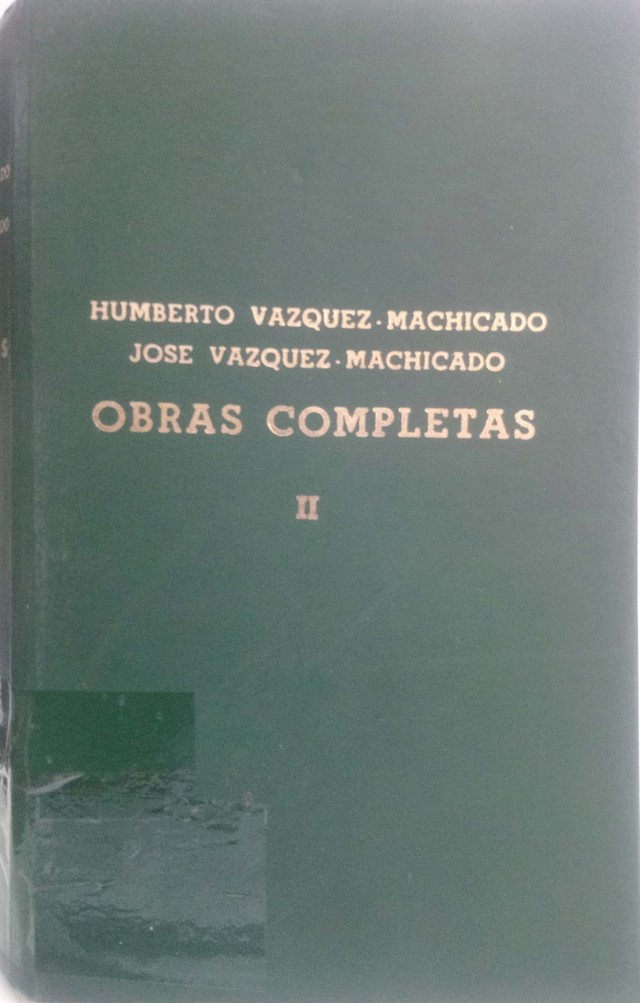 HUMBERTO VAZQUEZ-MACHICADO
JOSE VAZQUEZ-MACHICADO
OBRAS COMPLETAS
II